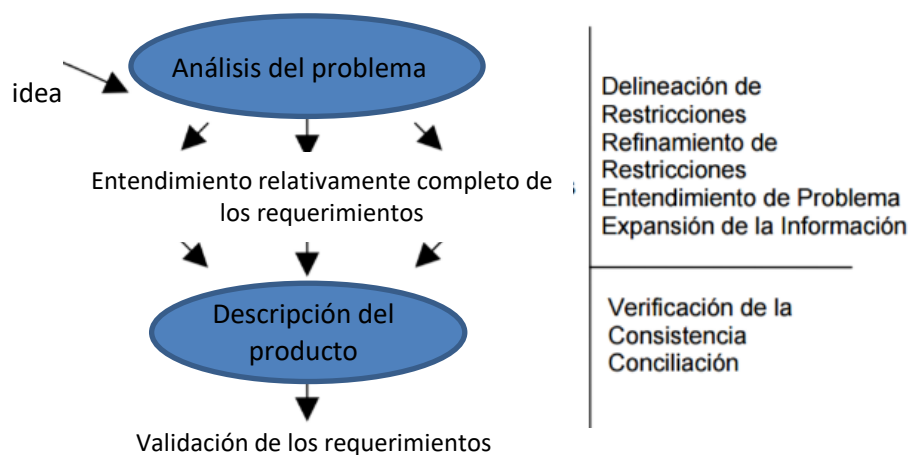 Análisis del problema
idea
Entendimiento relativamente completo de
los requerimientos
Descripción del
producto
Validación de los requerimientos
Delineación de
Restricciones
Refinamiento de
Restricciones
Entendimiento de Problema
Expansión de la Información
Verificación de la
Consistencia
Conciliación